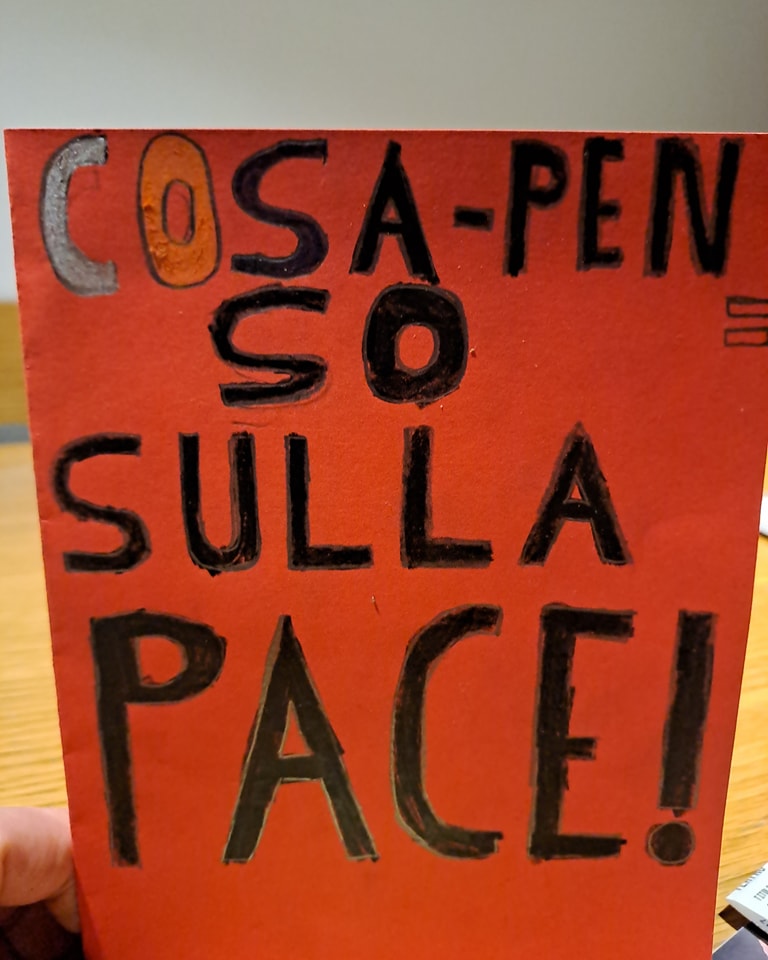 COSA-PEN
=
SO
SULLA
PACE!